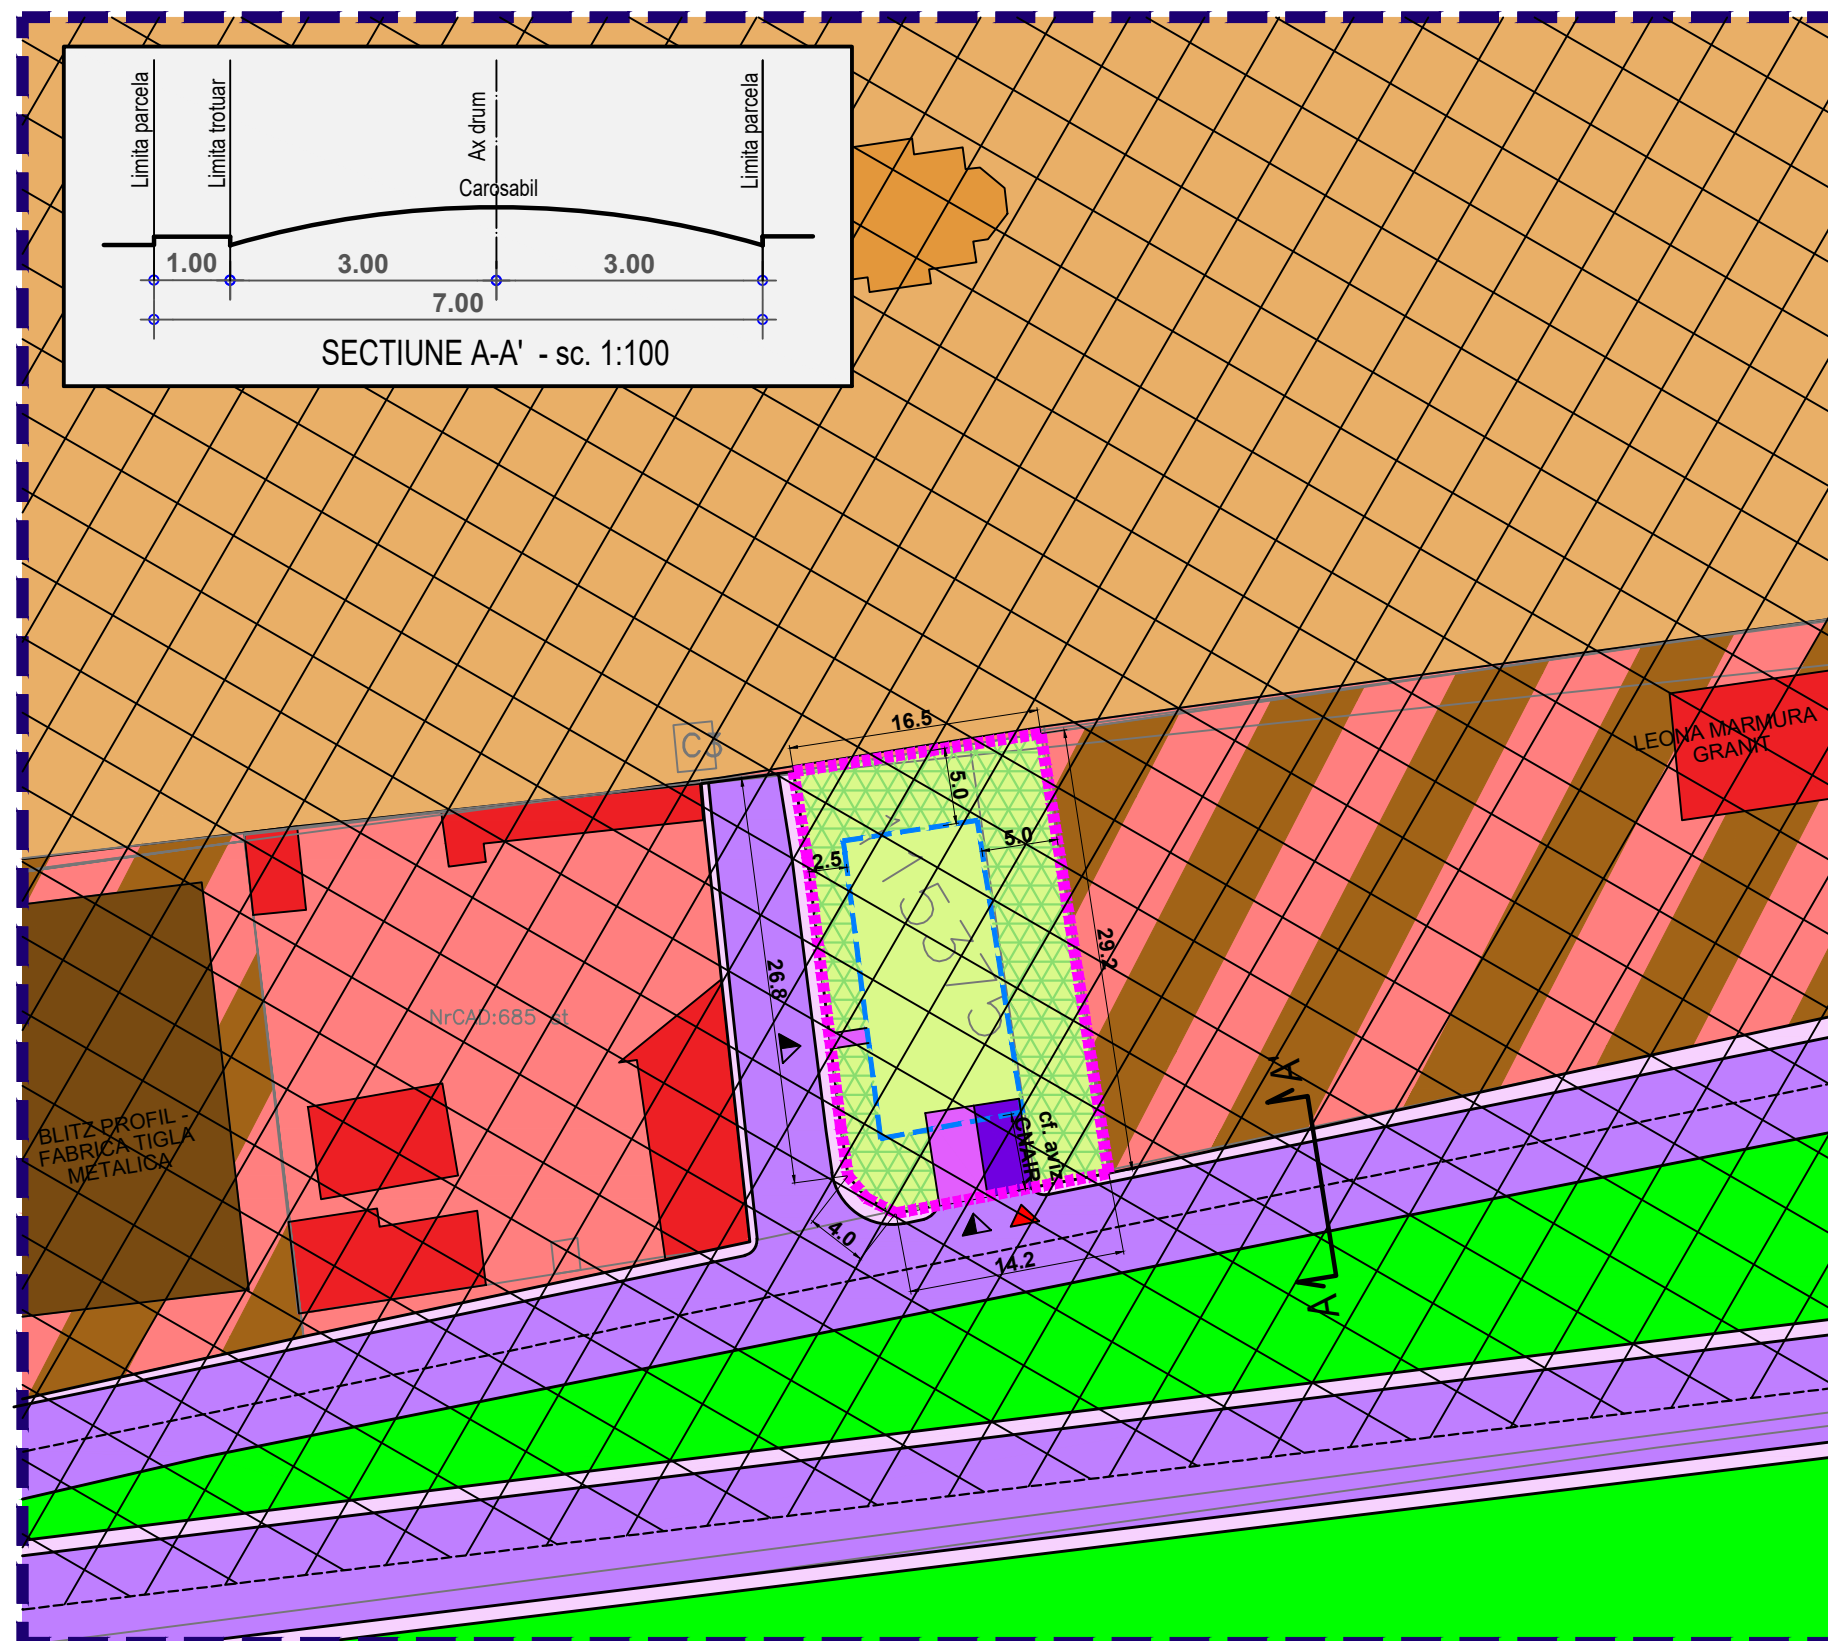 Limita parcela
Limita trotuar
Ax drum
Limita parcela
Carosabil
1.00
3.00
3.00
7.00
SECTIUNE A-A' - sc. 1:100
C3
16.5
5.0
5.0
2.5
29.2
26.8
LEONA MARMURA
GRANIT
NrCAD:685
BLITZ PROFIL -
FABRICA TIGLA
METALICA
cf. aviz
CNAIR
4.0
14.2
A'
A